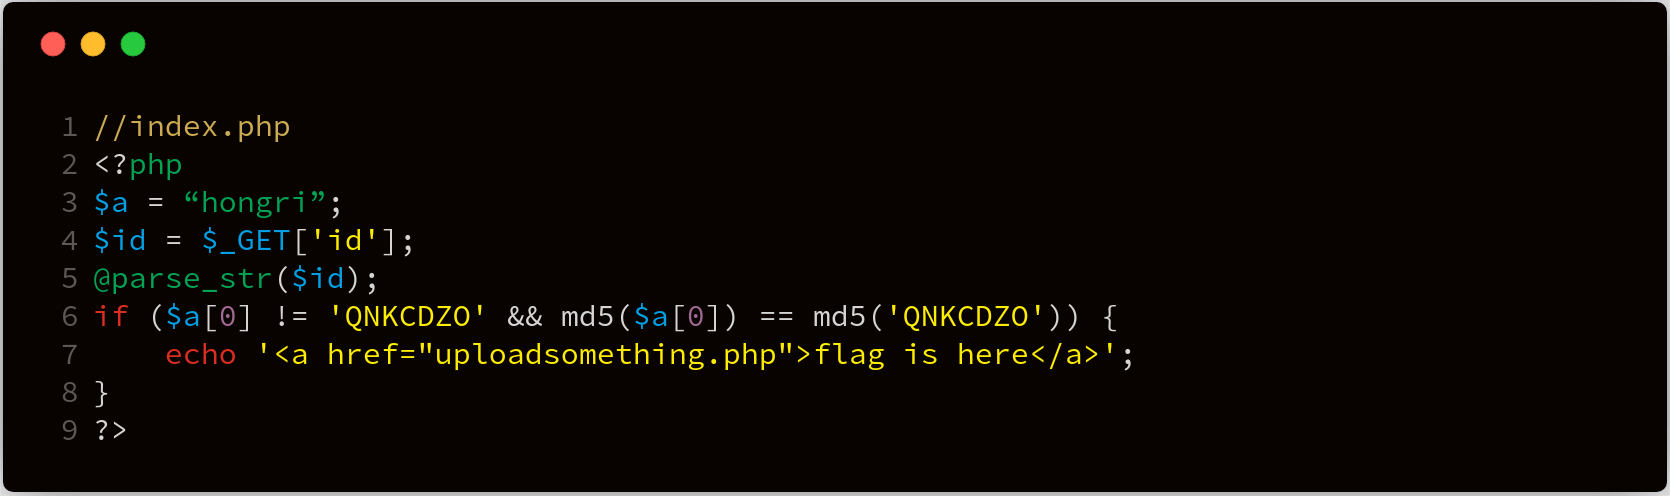 1 //index.php
2 <?php
3 $a = “hongri”;
4 $id = $_GET['id'];
5 @parse_str($id);
6 if ($a[0] != 'QNKCDZO' && md5($a[0]) == md5('QNKCDZO')) {
7     echo '<a href="uploadsomething.php">flag is here</a>';
8 }
9 ?>